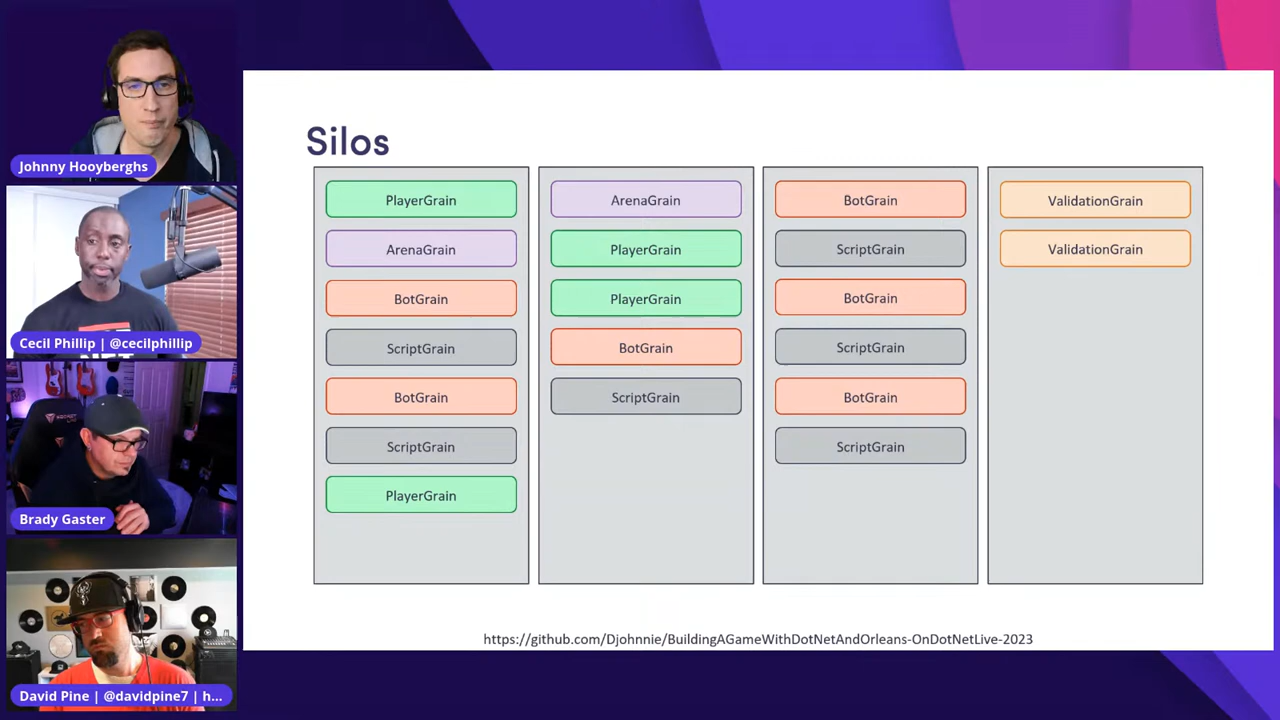 Johnny Hooyberghs
Cecil Phillip | @cecilphillip
Brady Gaster
David Pine | @davidpine7 | h...
Silos
PlayerGrain
ArenaGrain
BotGrain
ScriptGrain
BotGrain
ScriptGrain
PlayerGrain
ArenaGrain
PlayerGrain
PlayerGrain
BotGrain
ScriptGrain
BotGrain
ScriptGrain
BotGrain
ScriptGrain
BotGrain
ScriptGrain
ValidationGrain
ValidationGrain
https://github.com/Djohnnie/BuildingAGameWithDotNetAndOrleans-OnDotNetLive-2023